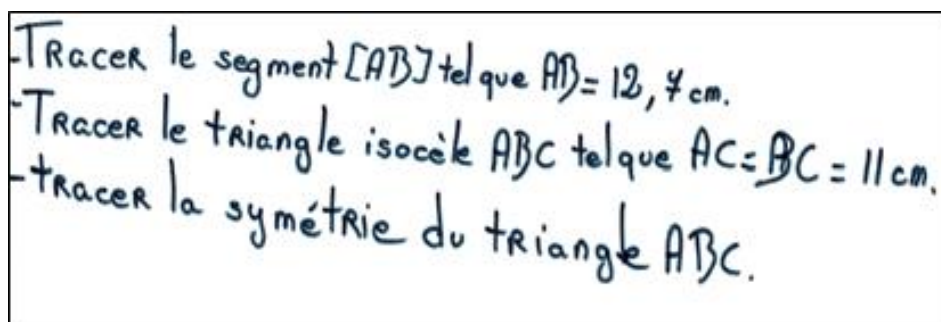 -Tracer le segment [AB] tel que AB = 12,7 cm.
-Tracer le triangle isocèle ABC tel que AC = BC = 11 cm.
-tracer la symétrie du triangle ABC.